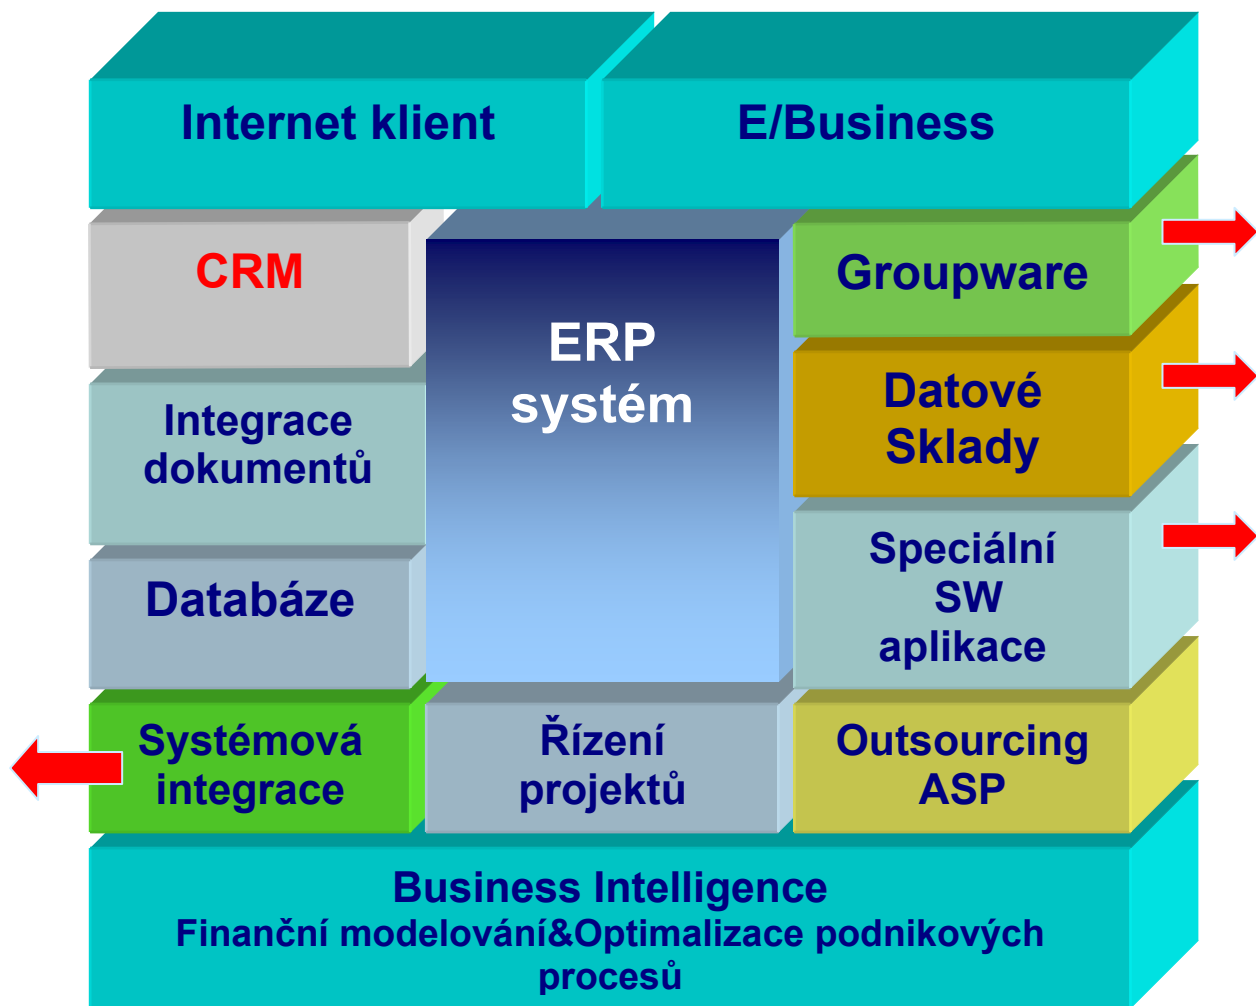 Internet klient
E/Business
CRM
ERP
systém
Groupware
Integrace
dokumentů
Datové
Sklady
Databáze
Speciální
SW
aplikace
Systémová
integrace
Řízení
projektů
Outsourcing
ASP
Business Intelligence
Finanční modelování&Optimalizace podnikových
procesů